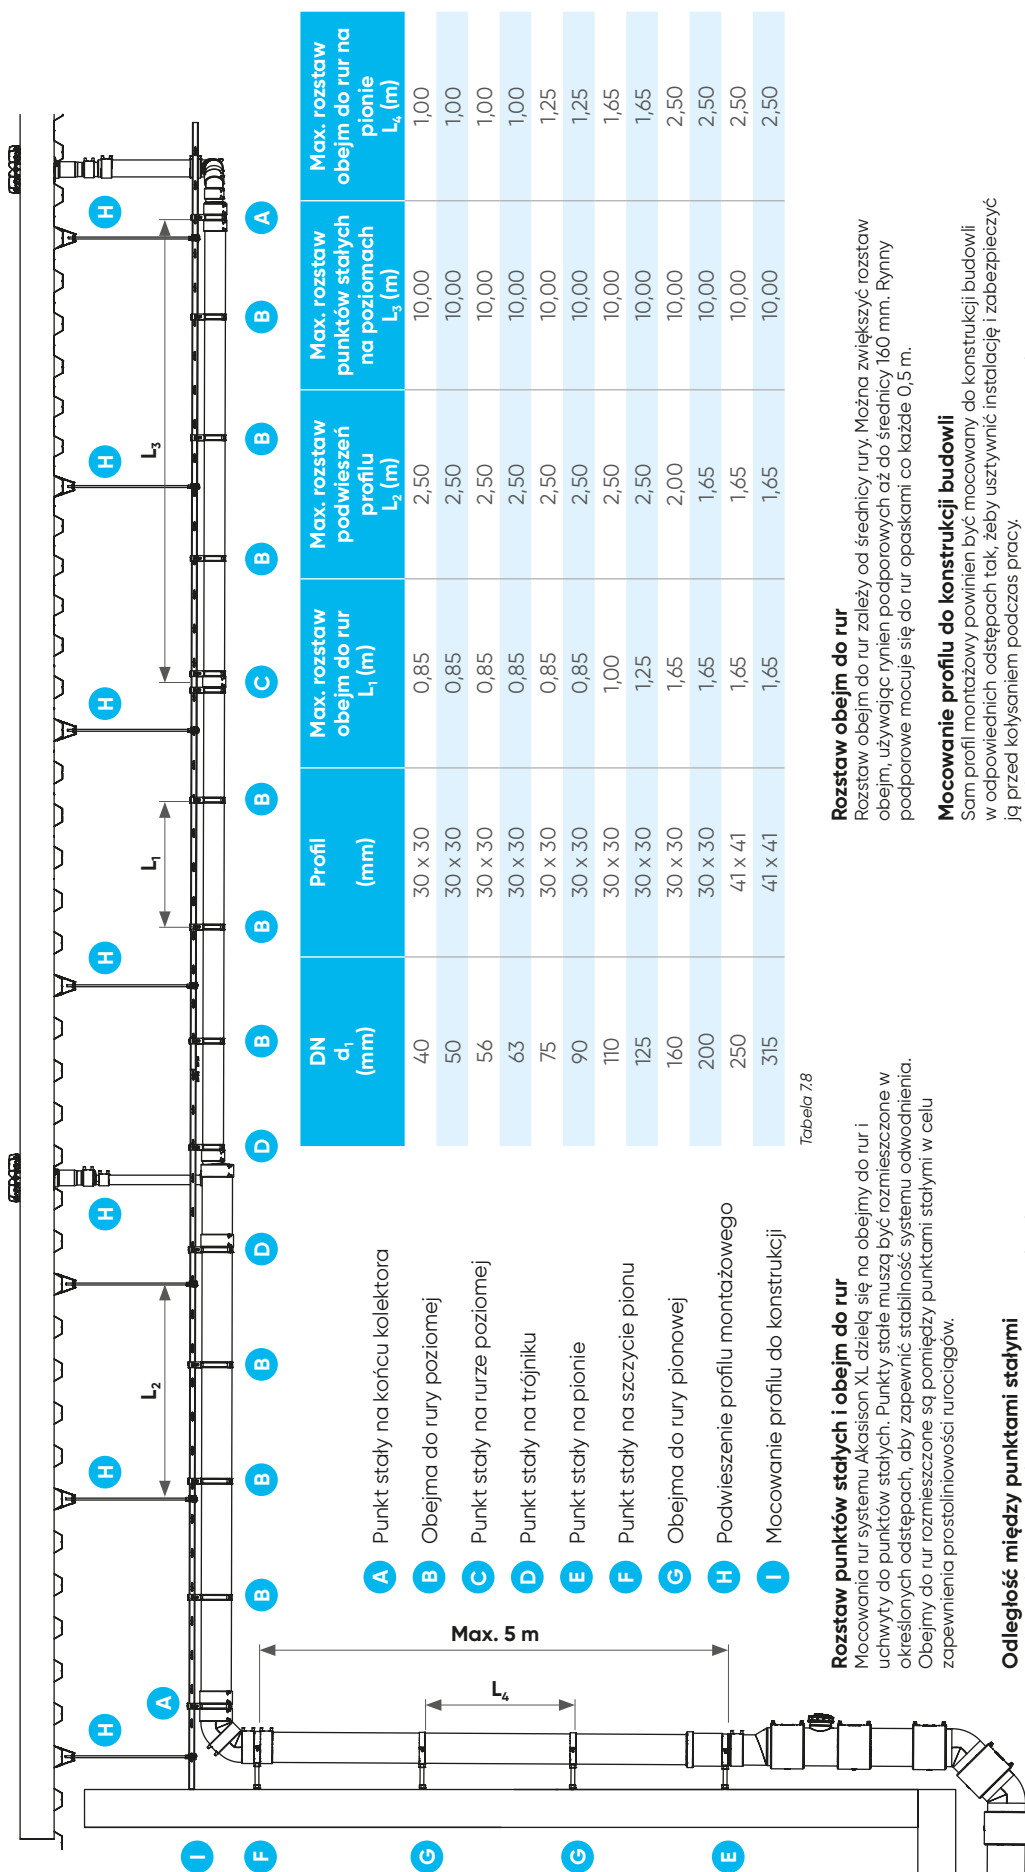 H H H H H H H
L₂ L₁ L₃
I A
F B B B D D B B B C B B B A
G
G
E
Max. 5 m
L₄
A Punkt stały na końcu kolektora
B Obejma do rury poziomej
C Punkt stały na rurze poziomej
D Punkt stały na trójniku
E Punkt stały na pionie
F Punkt stały na szczycie pionu
G Obejma do rury pionowej
H Podwieszenie profilu montażowego
I Mocowanie profilu do konstrukcji
DN d₁ (mm) Profil (mm) Max. rozstaw obejm do rur L₁ (m) Max. rozstaw podwieszeń profilu L₂ (m) Max. rozstaw punktów stałych na poziomach L₃ (m) Max. rozstaw obejm do rur na pionie L₄ (m)
40 30 x 30 0,85 2,50 10,00 1,00
50 30 x 30 0,85 2,50 10,00 1,00
56 30 x 30 0,85 2,50 10,00 1,00
63 30 x 30 0,85 2,50 10,00 1,00
75 30 x 30 0,85 2,50 10,00 1,25
90 30 x 30 0,85 2,50 10,00 1,25
110 30 x 30 1,00 2,50 10,00 1,65
125 30 x 30 1,25 2,50 10,00 1,65
160 30 x 30 1,65 2,00 10,00 2,50
200 30 x 30 1,65 1,65 10,00 2,50
250 41 x 41 1,65 1,65 10,00 2,50
315 41 x 41 1,65 1,65 10,00 2,50
Tabela 7.8
Rozstaw punktów stałych i obejm do rur
Mocowania rur systemu Akasison XL dzielą się na obejmy do rur i
uchwyty do punktów stałych. Punkty stałe muszą być rozmieszczone w
określonych odstępach, aby zapewnić stabilność systemu odwodnienia.
Obejmy do rur rozmieszczone są pomiędzy punktami stałymi w celu
zapewnienia prostoliniowości rurociągów.
Odległość między punktami stałymi
Rozstaw obejm do rur
Rozstaw obejm do rur zależy od średnicy rury. Można zwiększyć rozstaw
obejm, używając rynien podporowych aż do średnicy 160 mm. Rynny
podporowe mocuje się do rur opaskami co każde 0,5 m.
Mocowanie profilu do konstrukcji budowli
Sam profil montażowy powinien być mocowany do konstrukcji budowli
w odpowiednich odstępach tak, żeby usztywnić instalację i zabezpieczyć
ją przed kołysaniem podczas pracy.